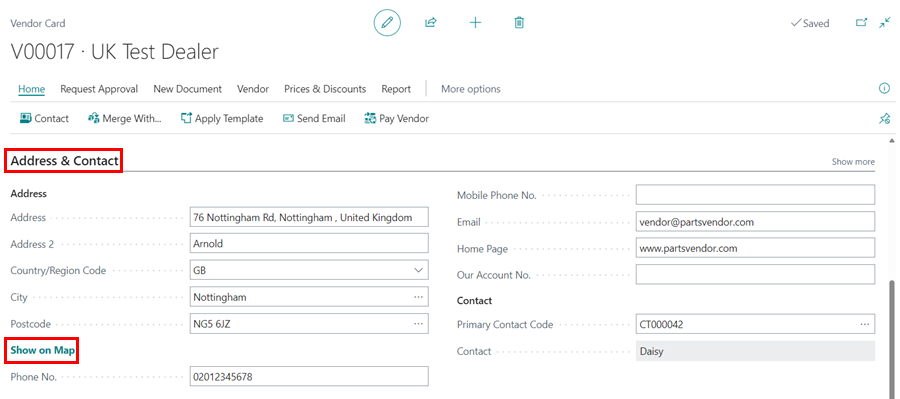 Vendor Card
Saved
V00017 · UK Test Dealer
Home Request Approval New Document Vendor Prices & Discounts Report More options
Contact Merge With... Apply Template Send Email Pay Vendor
Address & Contact Show more
Address
Address 76 Nottingham Rd, Nottingham , United Kingdom
Address 2 Arnold
Country/Region Code GB
City Nottingham
Postcode NG5 6JZ
Show on Map
Phone No. 02012345678
Mobile Phone No.
Email vendor@partsvendor.com
Home Page www.partsvendor.com
Our Account No.
Contact
Primary Contact Code CT000042
Contact Daisy